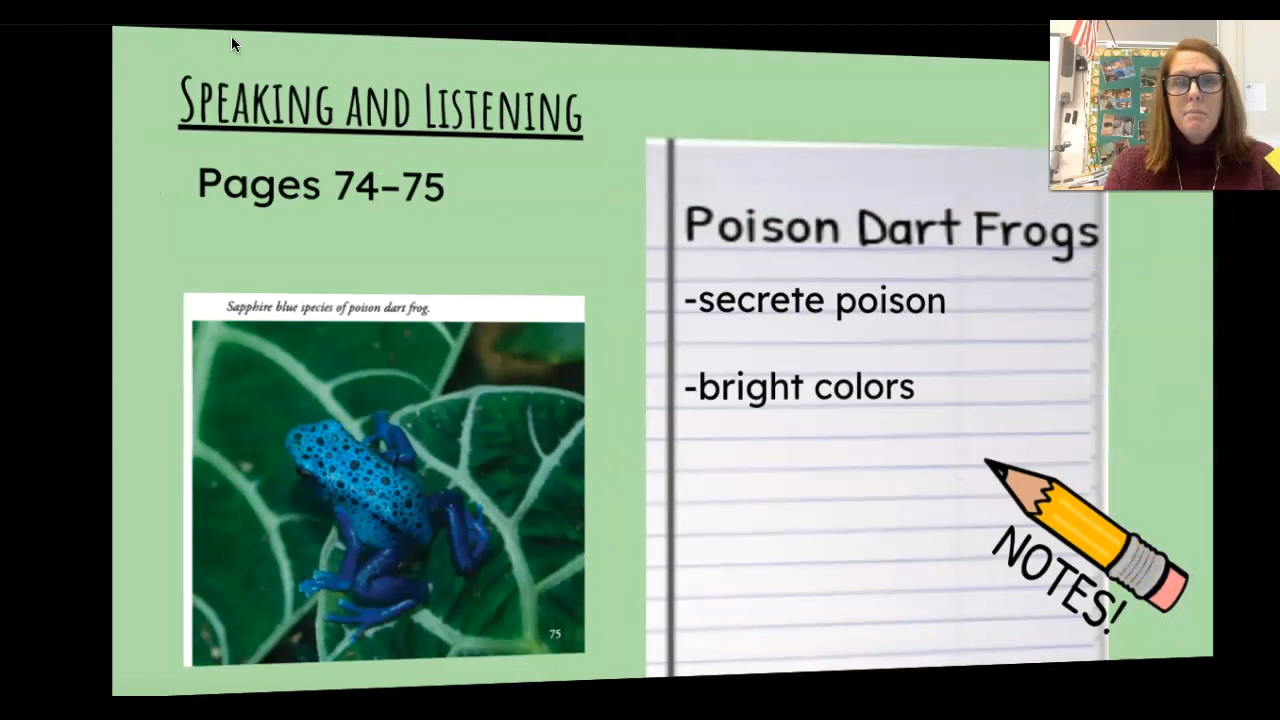 Speaking and Listening
Pages 74–75
Sapphire blue species of poison dart frog.
75
Poison Dart Frogs
-secrete poison
-bright colors
NOTES!